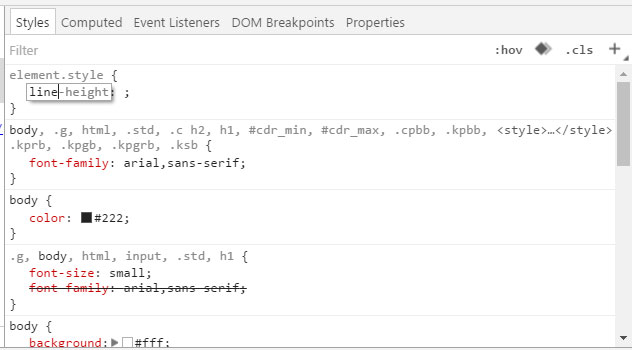 Styles Computed Event Listeners DOM Breakpoints Properties
Filter :hov .cls +
element.style {
line-height: ;
}
body, .g, html, .std, .c h2, h1, #cdr_min, #cdr_max, .cpbb, .kpbb, <style>…</style>
.kprb, .kpgb, .kpgrb, .ksb {
font-family: arial,sans-serif;
}
body {
color: #222;
}
.g, body, html, input, .std, h1 {
font-size: small;
font-family: arial,sans-serif;
}
body {
background: #fff;